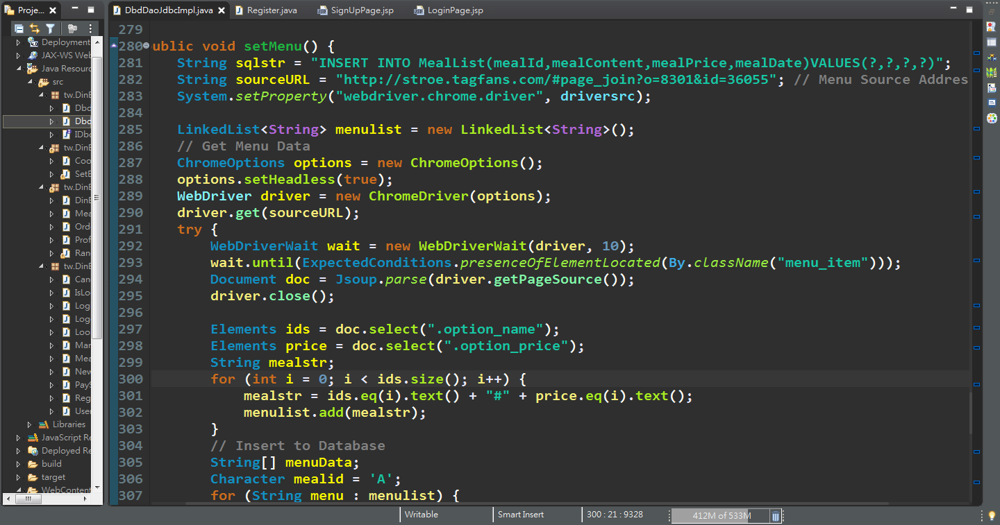 Proje...
DbdDaoJdbcImpl.java
Register.java
SignUpPage.jsp
LoginPage.jsp
Deployment
JAX-WS Web
Java Resourc
src
tw.DinE
Dbd
Dbd
IDbd
tw.DinE
Coo
SetE
tw.DinE
DinE
Mea
Ord
Prof
Ran
tw.DinE
Can
IsLo
Log
Log
Loo
Mar
Mea
New
PayS
Reg
User
Libraries
JavaScript Re
Deployed Re
build
target
WebContent
279
280 ublic void setMenu() {
281 String sqlstr = "INSERT INTO MealList(mealId,mealContent,mealPrice,mealDate)VALUES(?,?,?,?)";
282 String sourceURL = "http://stroe.tagfans.com/#page_join?o=8301&id=36055"; // Menu Source Addres
283 System.setProperty("webdriver.chrome.driver", driversrc);
284
285 LinkedList<String> menulist = new LinkedList<String>();
286 // Get Menu Data
287 ChromeOptions options = new ChromeOptions();
288 options.setHeadless(true);
289 WebDriver driver = new ChromeDriver(options);
290 driver.get(sourceURL);
291 try {
292 WebDriverWait wait = new WebDriverWait(driver, 10);
293 wait.until(ExpectedConditions.presenceOfElementLocated(By.className("menu_item")));
294 Document doc = Jsoup.parse(driver.getPageSource());
295 driver.close();
296
297 Elements ids = doc.select(".option_name");
298 Elements price = doc.select(".option_price");
299 String mealstr;
300 for (int i = 0; i < ids.size(); i++) {
301 mealstr = ids.eq(i).text() + "#" + price.eq(i).text();
302 menulist.add(mealstr);
303 }
304 // Insert to Database
305 String[] menuData;
306 Character mealid = 'A';
307 for (String menu : menulist) {
Writable
Smart Insert
300 : 21 : 9328
412M of 533M